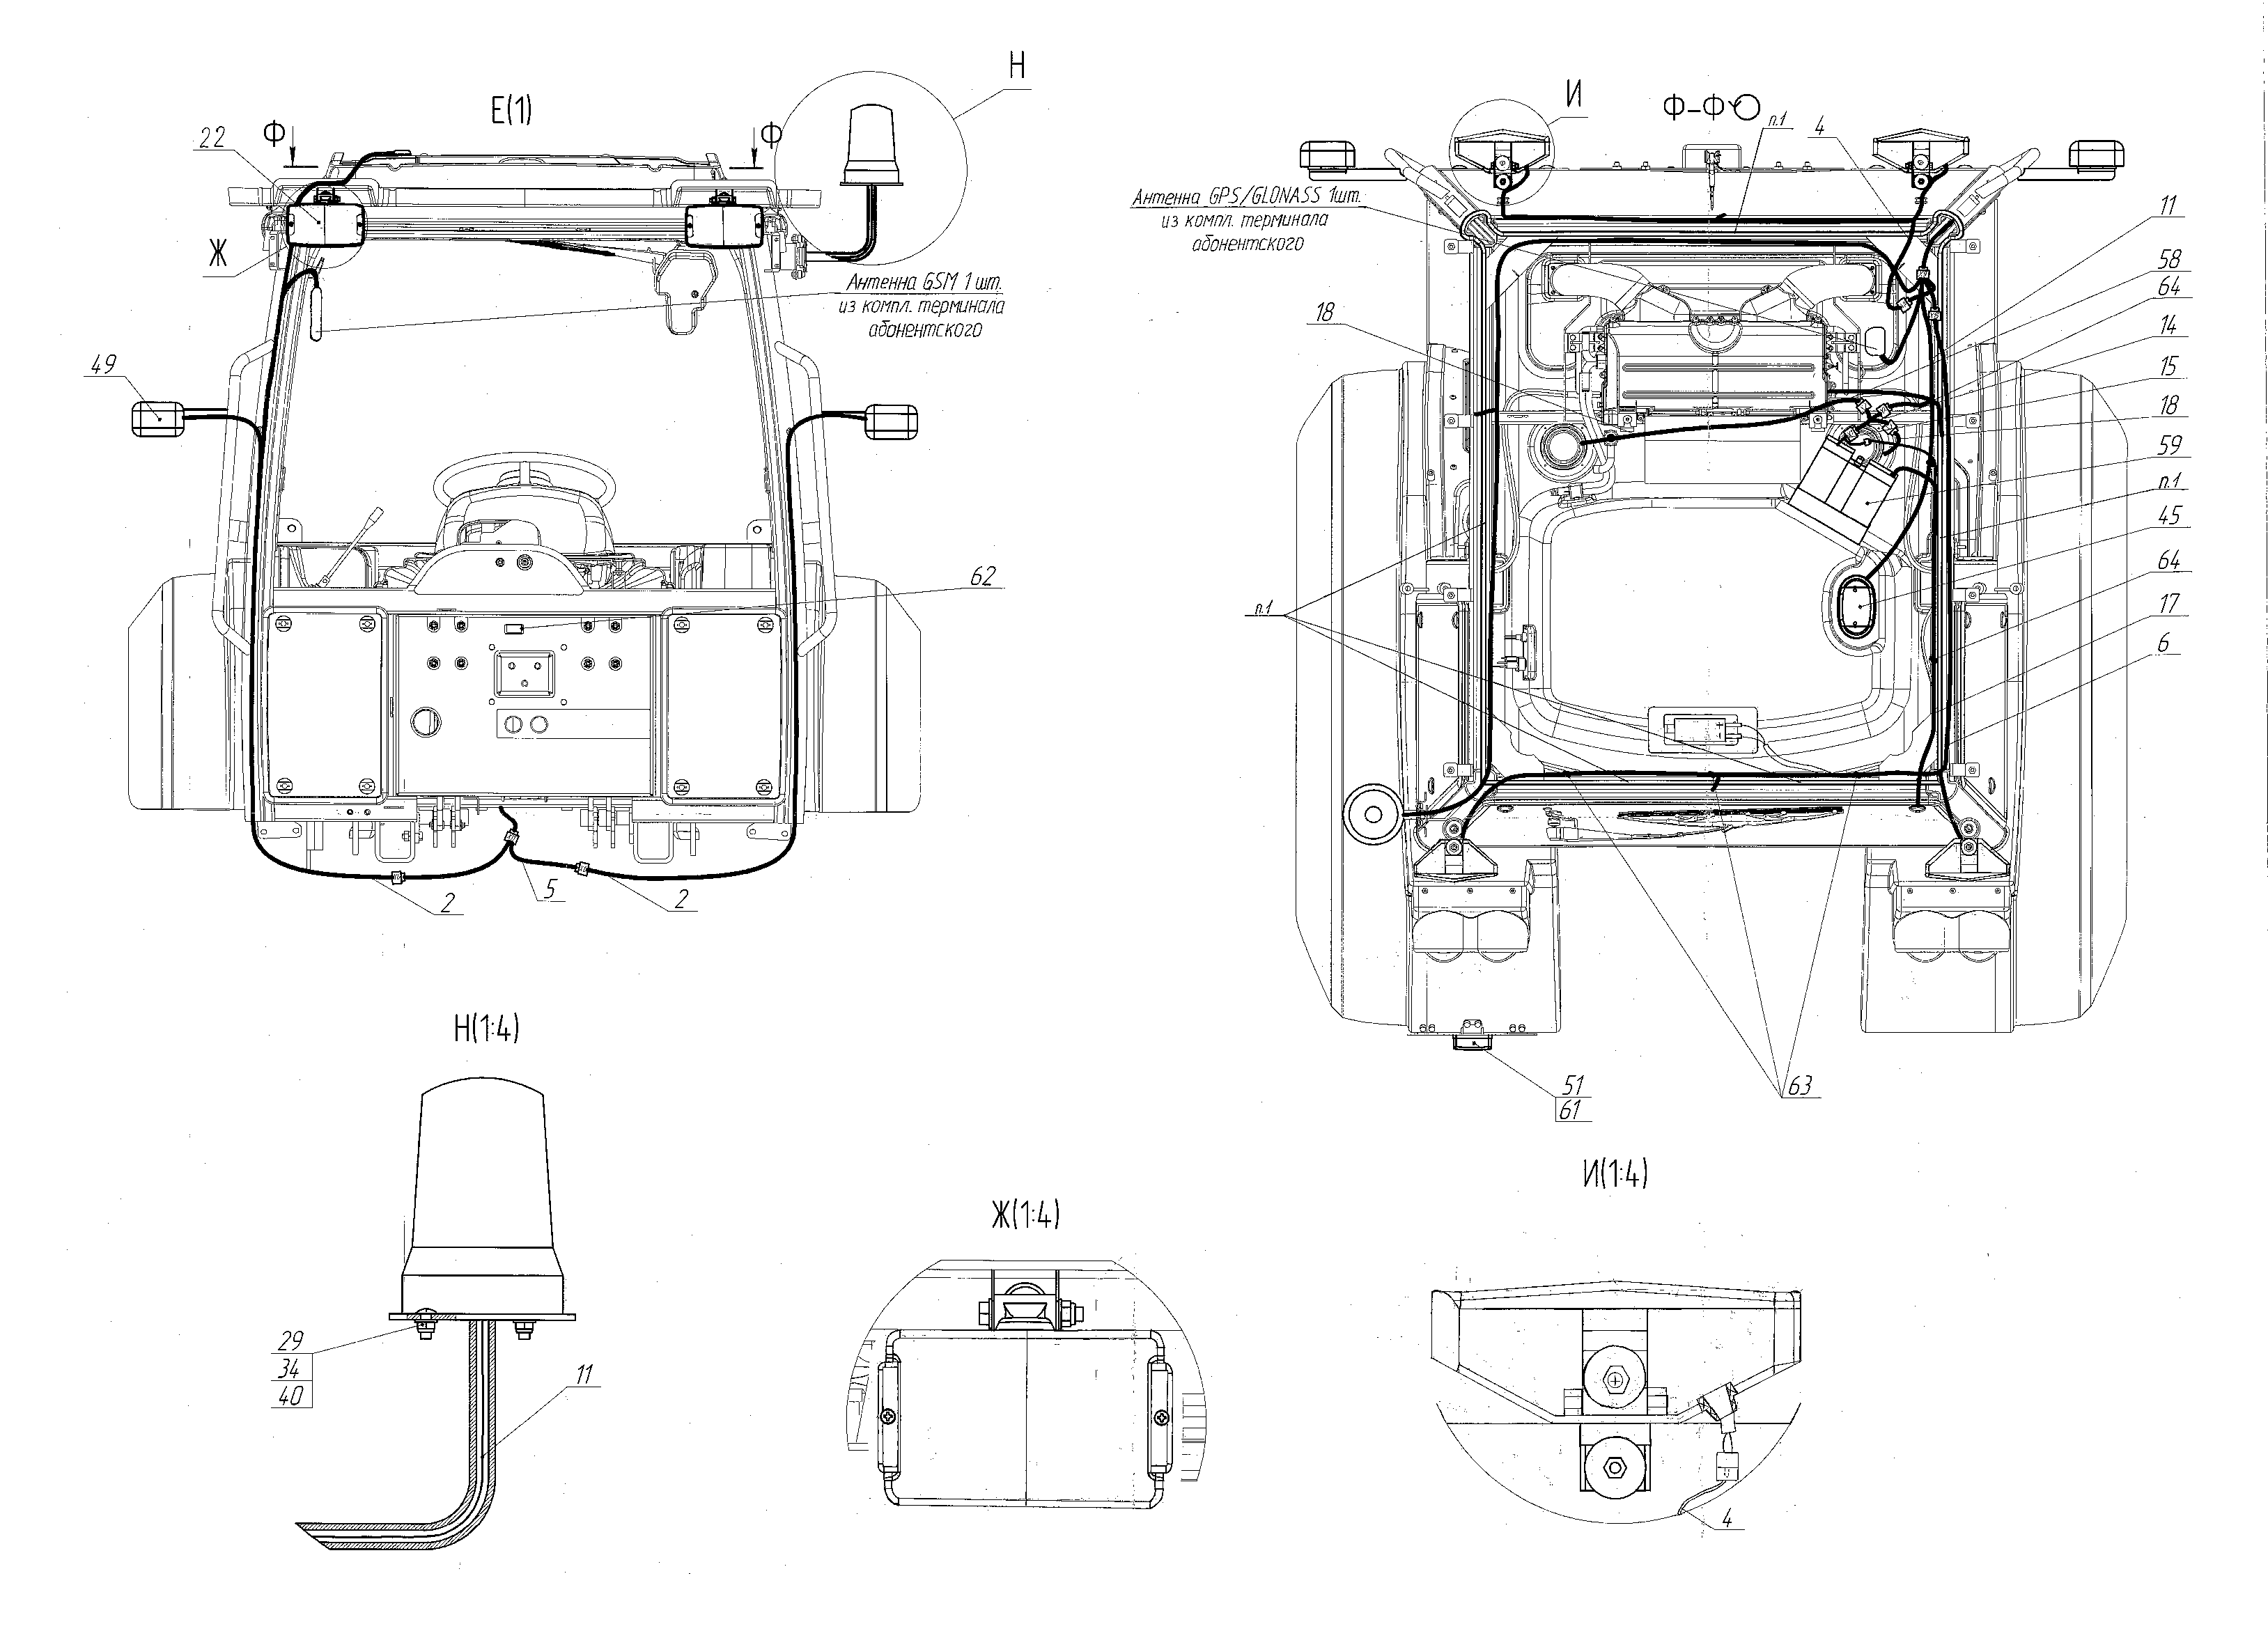 Е(1)
Н
22
Ф
Ф
Ж
Антенна GSM 1 шт.
из компл. терминала
абонентского
49
62
2
5
2
И
Ф-Ф
п.1
4
Антенна GPS/GLONASS 1шт.
из компл. терминала
абонентского
11
58
64
18
14
15
18
59
п.1
45
64
п.1
17
6
63
51
61
Н(1:4)
29
34
40
11
Ж(1:4)
И(1:4)
4